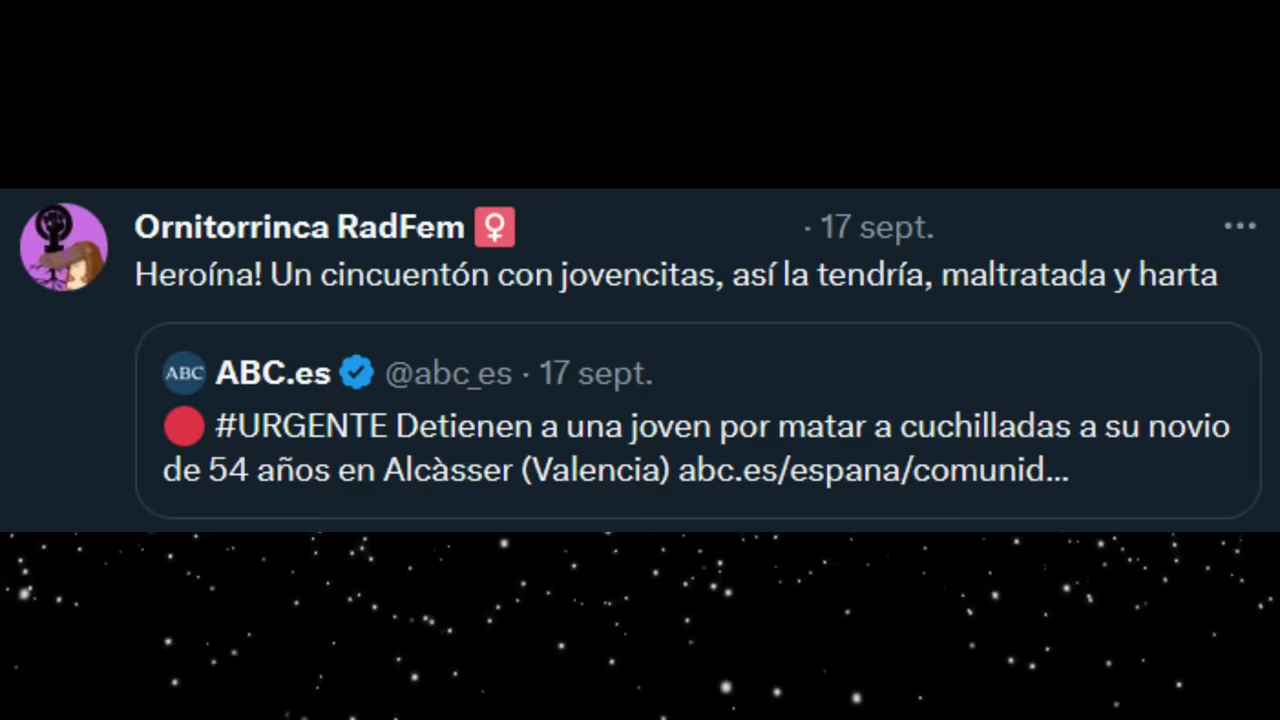 Ornitorrinca RadFem ♀ · 17 sept.
Heroína! Un cincuentón con jovencitas, así la tendría, maltratada y harta
ABC ABC.es @abc_es · 17 sept.
🔴 #URGENTE Detienen a una joven por matar a cuchilladas a su novio
de 54 años en Alcàsser (Valencia) abc.es/espana/comunid...